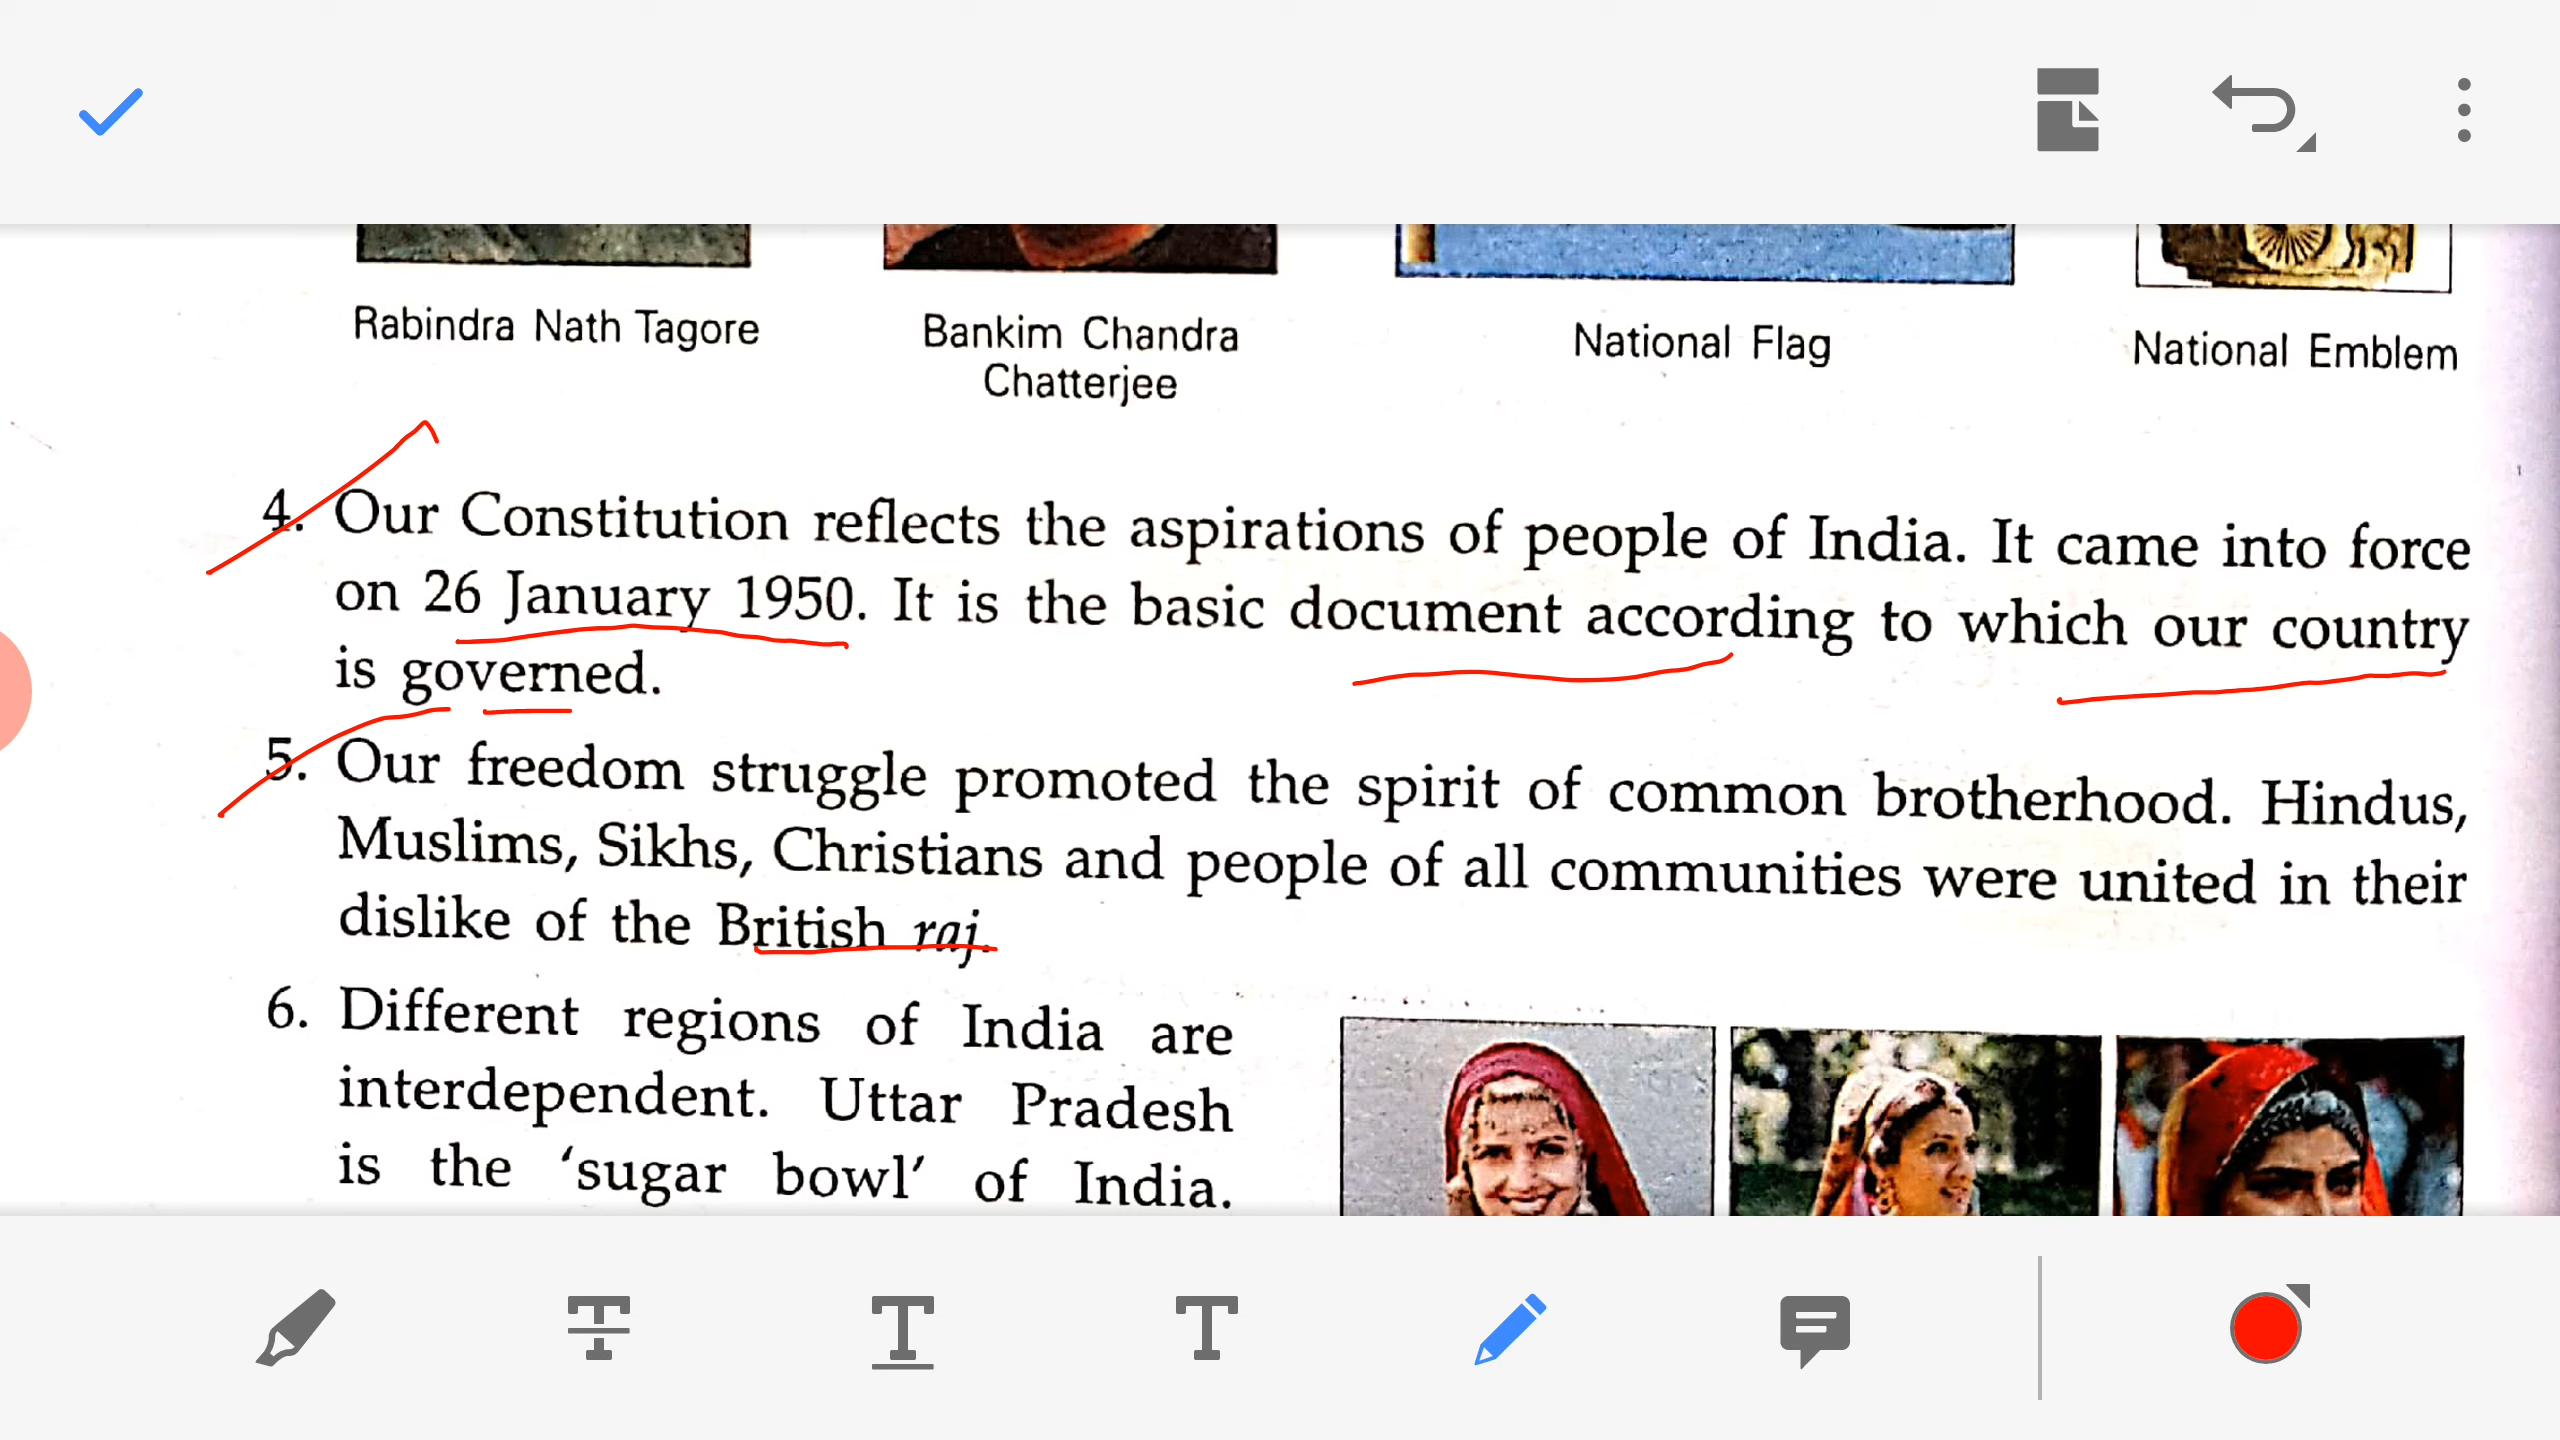 Rabindra Nath Tagore
Bankim Chandra
Chatterjee
National Flag
National Emblem
4. Our Constitution reflects the aspirations of people of India. It came into force
on 26 January 1950. It is the basic document according to which our country
is governed.
5. Our freedom struggle promoted the spirit of common brotherhood. Hindus,
Muslims, Sikhs, Christians and people of all communities were united in their
dislike of the British raj.
6. Different regions of India are
interdependent. Uttar Pradesh
is the ‘sugar bowl’ of India.